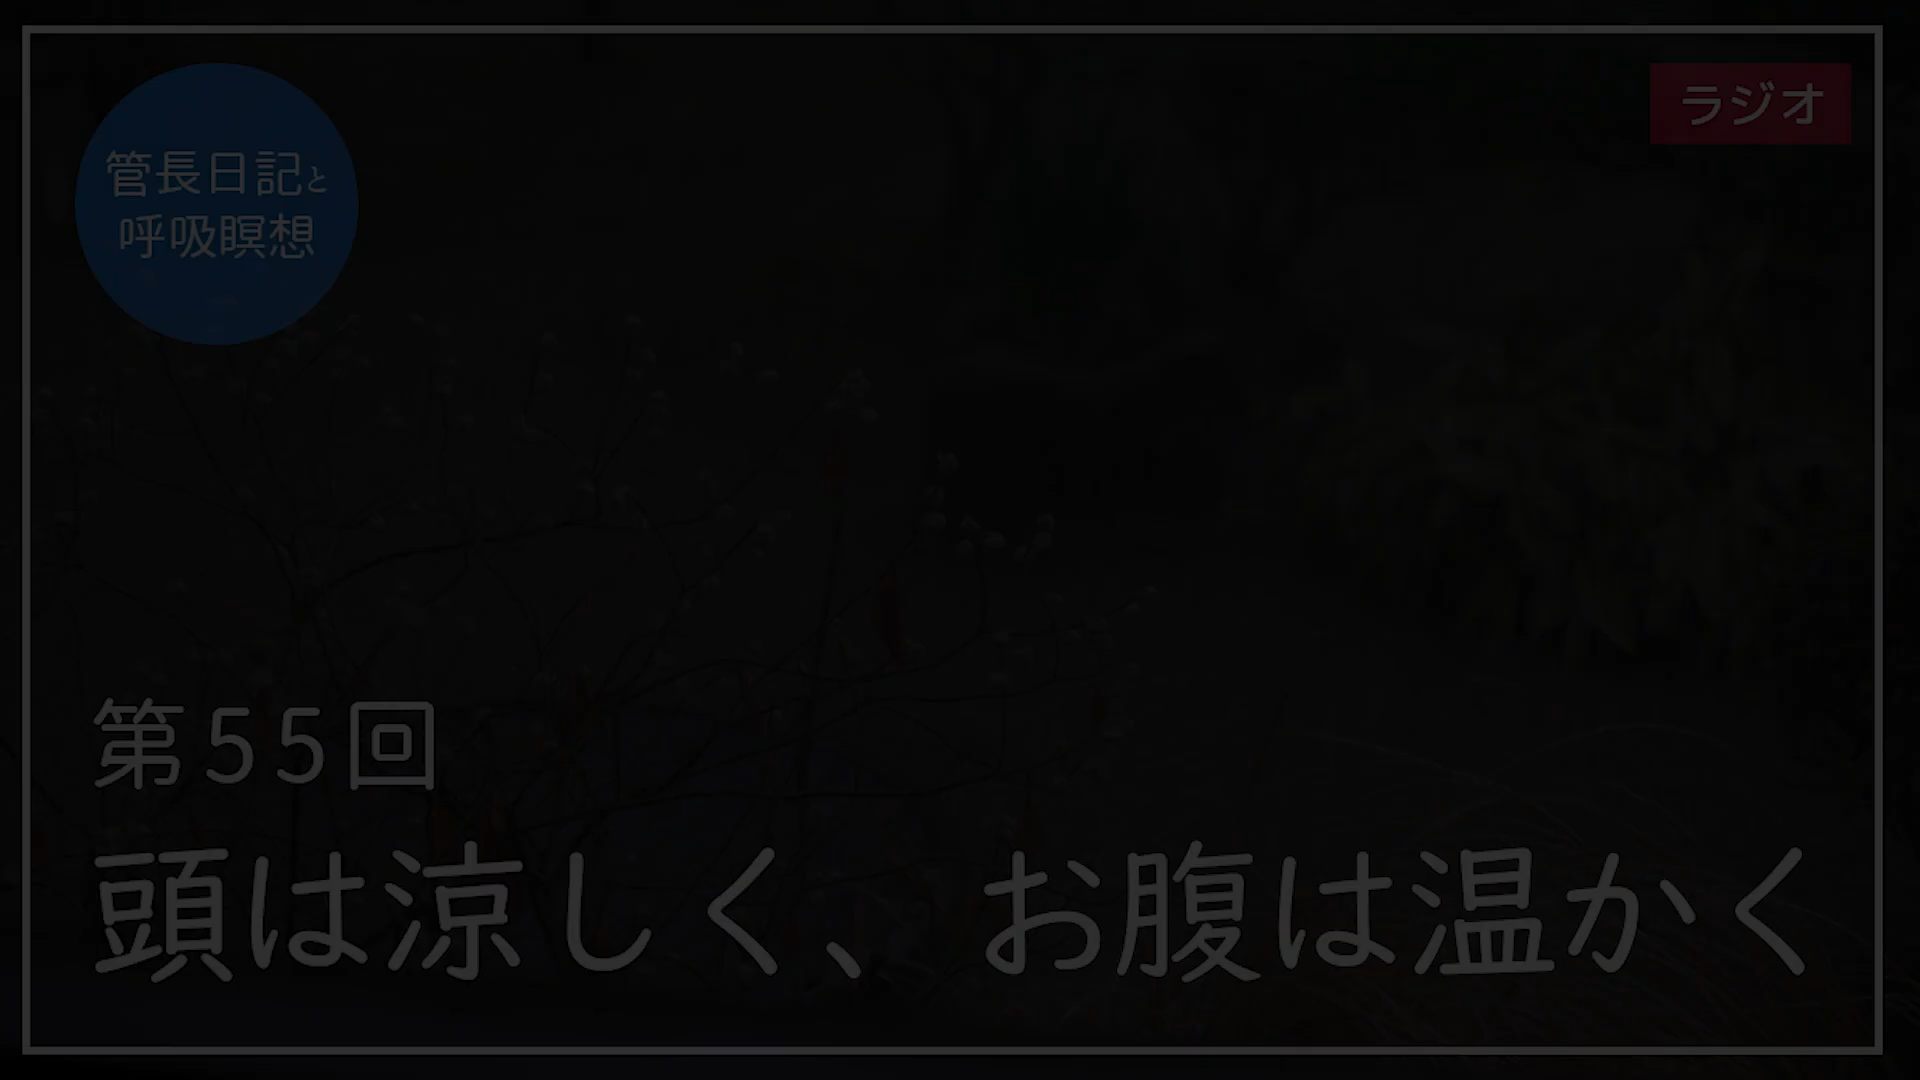 管長日記と
呼吸瞑想
ラジオ
第55回
頭は涼しく、お腹は温かく